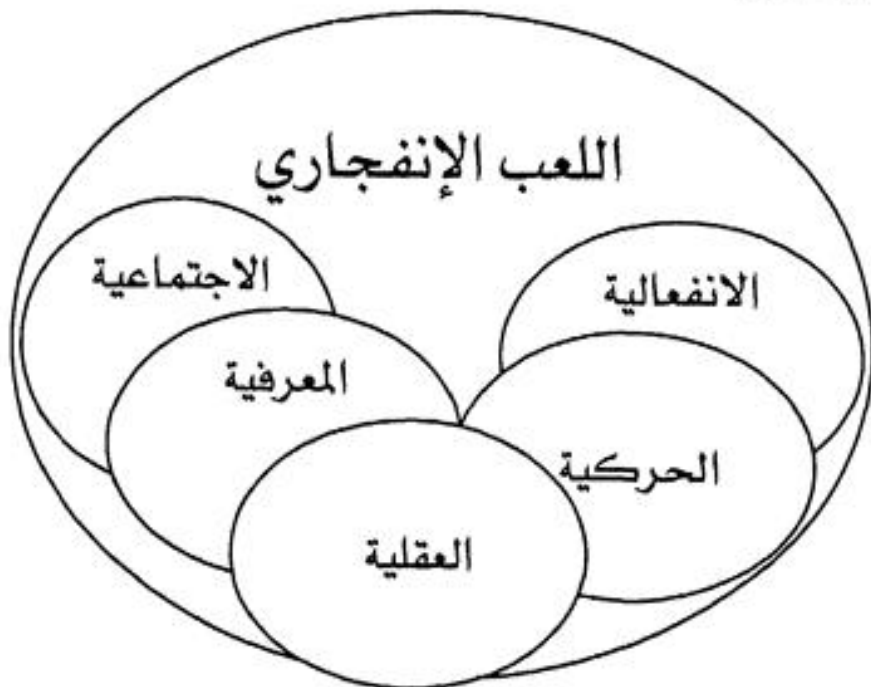 اللعب الإنفجاري
الاجتماعية
الانفعالية
المعرفية
الحركية
العقلية